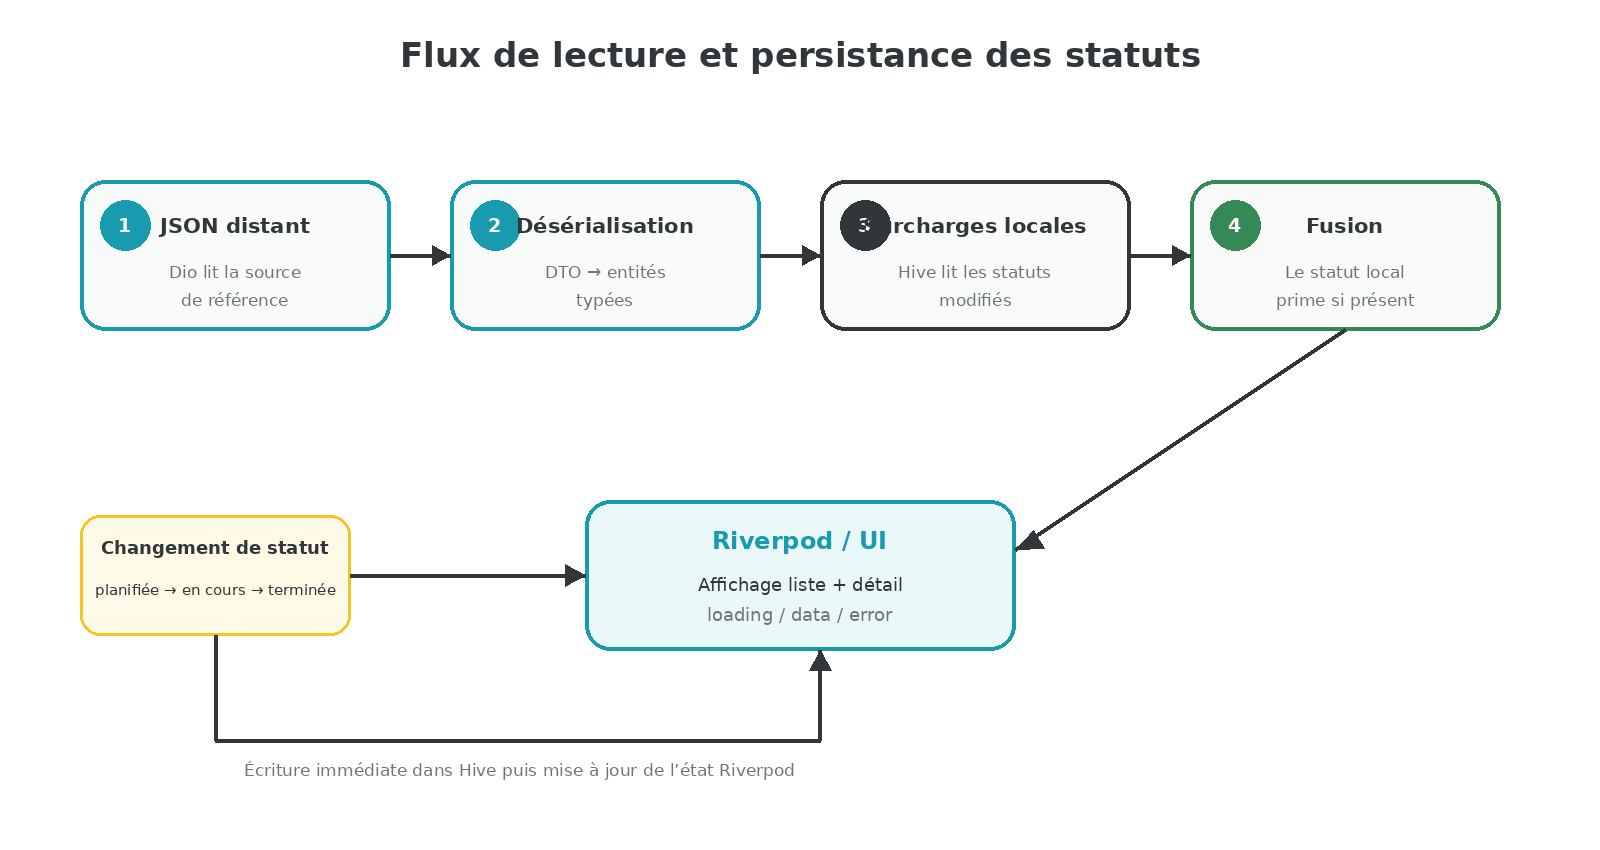 Flux de lecture et persistance des statuts
1 JSON distant
Dio lit la source
de référence
2 Désérialisation
DTO → entités
typées
3 rcharges locales
Hive lit les statuts
modifiés
4 Fusion
Le statut local
prime si présent
Changement de statut
planifiée → en cours → terminée
Riverpod / UI
Affichage liste + détail
loading / data / error
Écriture immédiate dans Hive puis mise à jour de l’état Riverpod